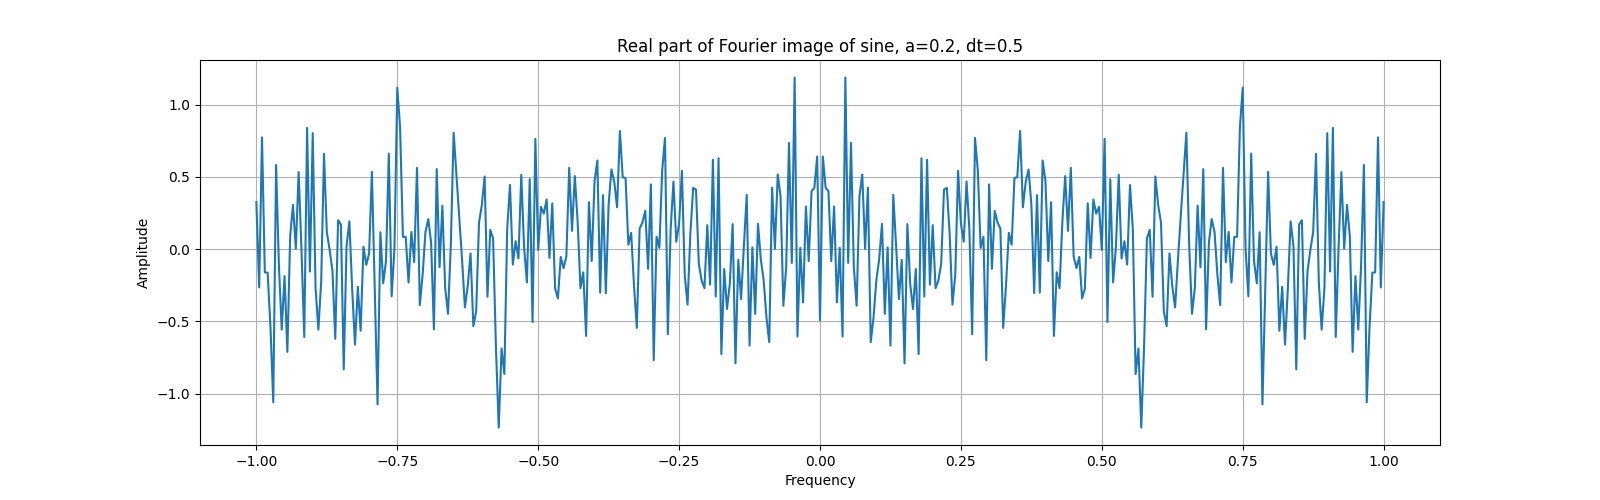 Real part of Fourier image of sine, a=0.2, dt=0.5
Amplitude
1.0
0.5
0.0
−0.5
−1.0
−1.00 −0.75 −0.50 −0.25 0.00 0.25 0.50 0.75 1.00
Frequency